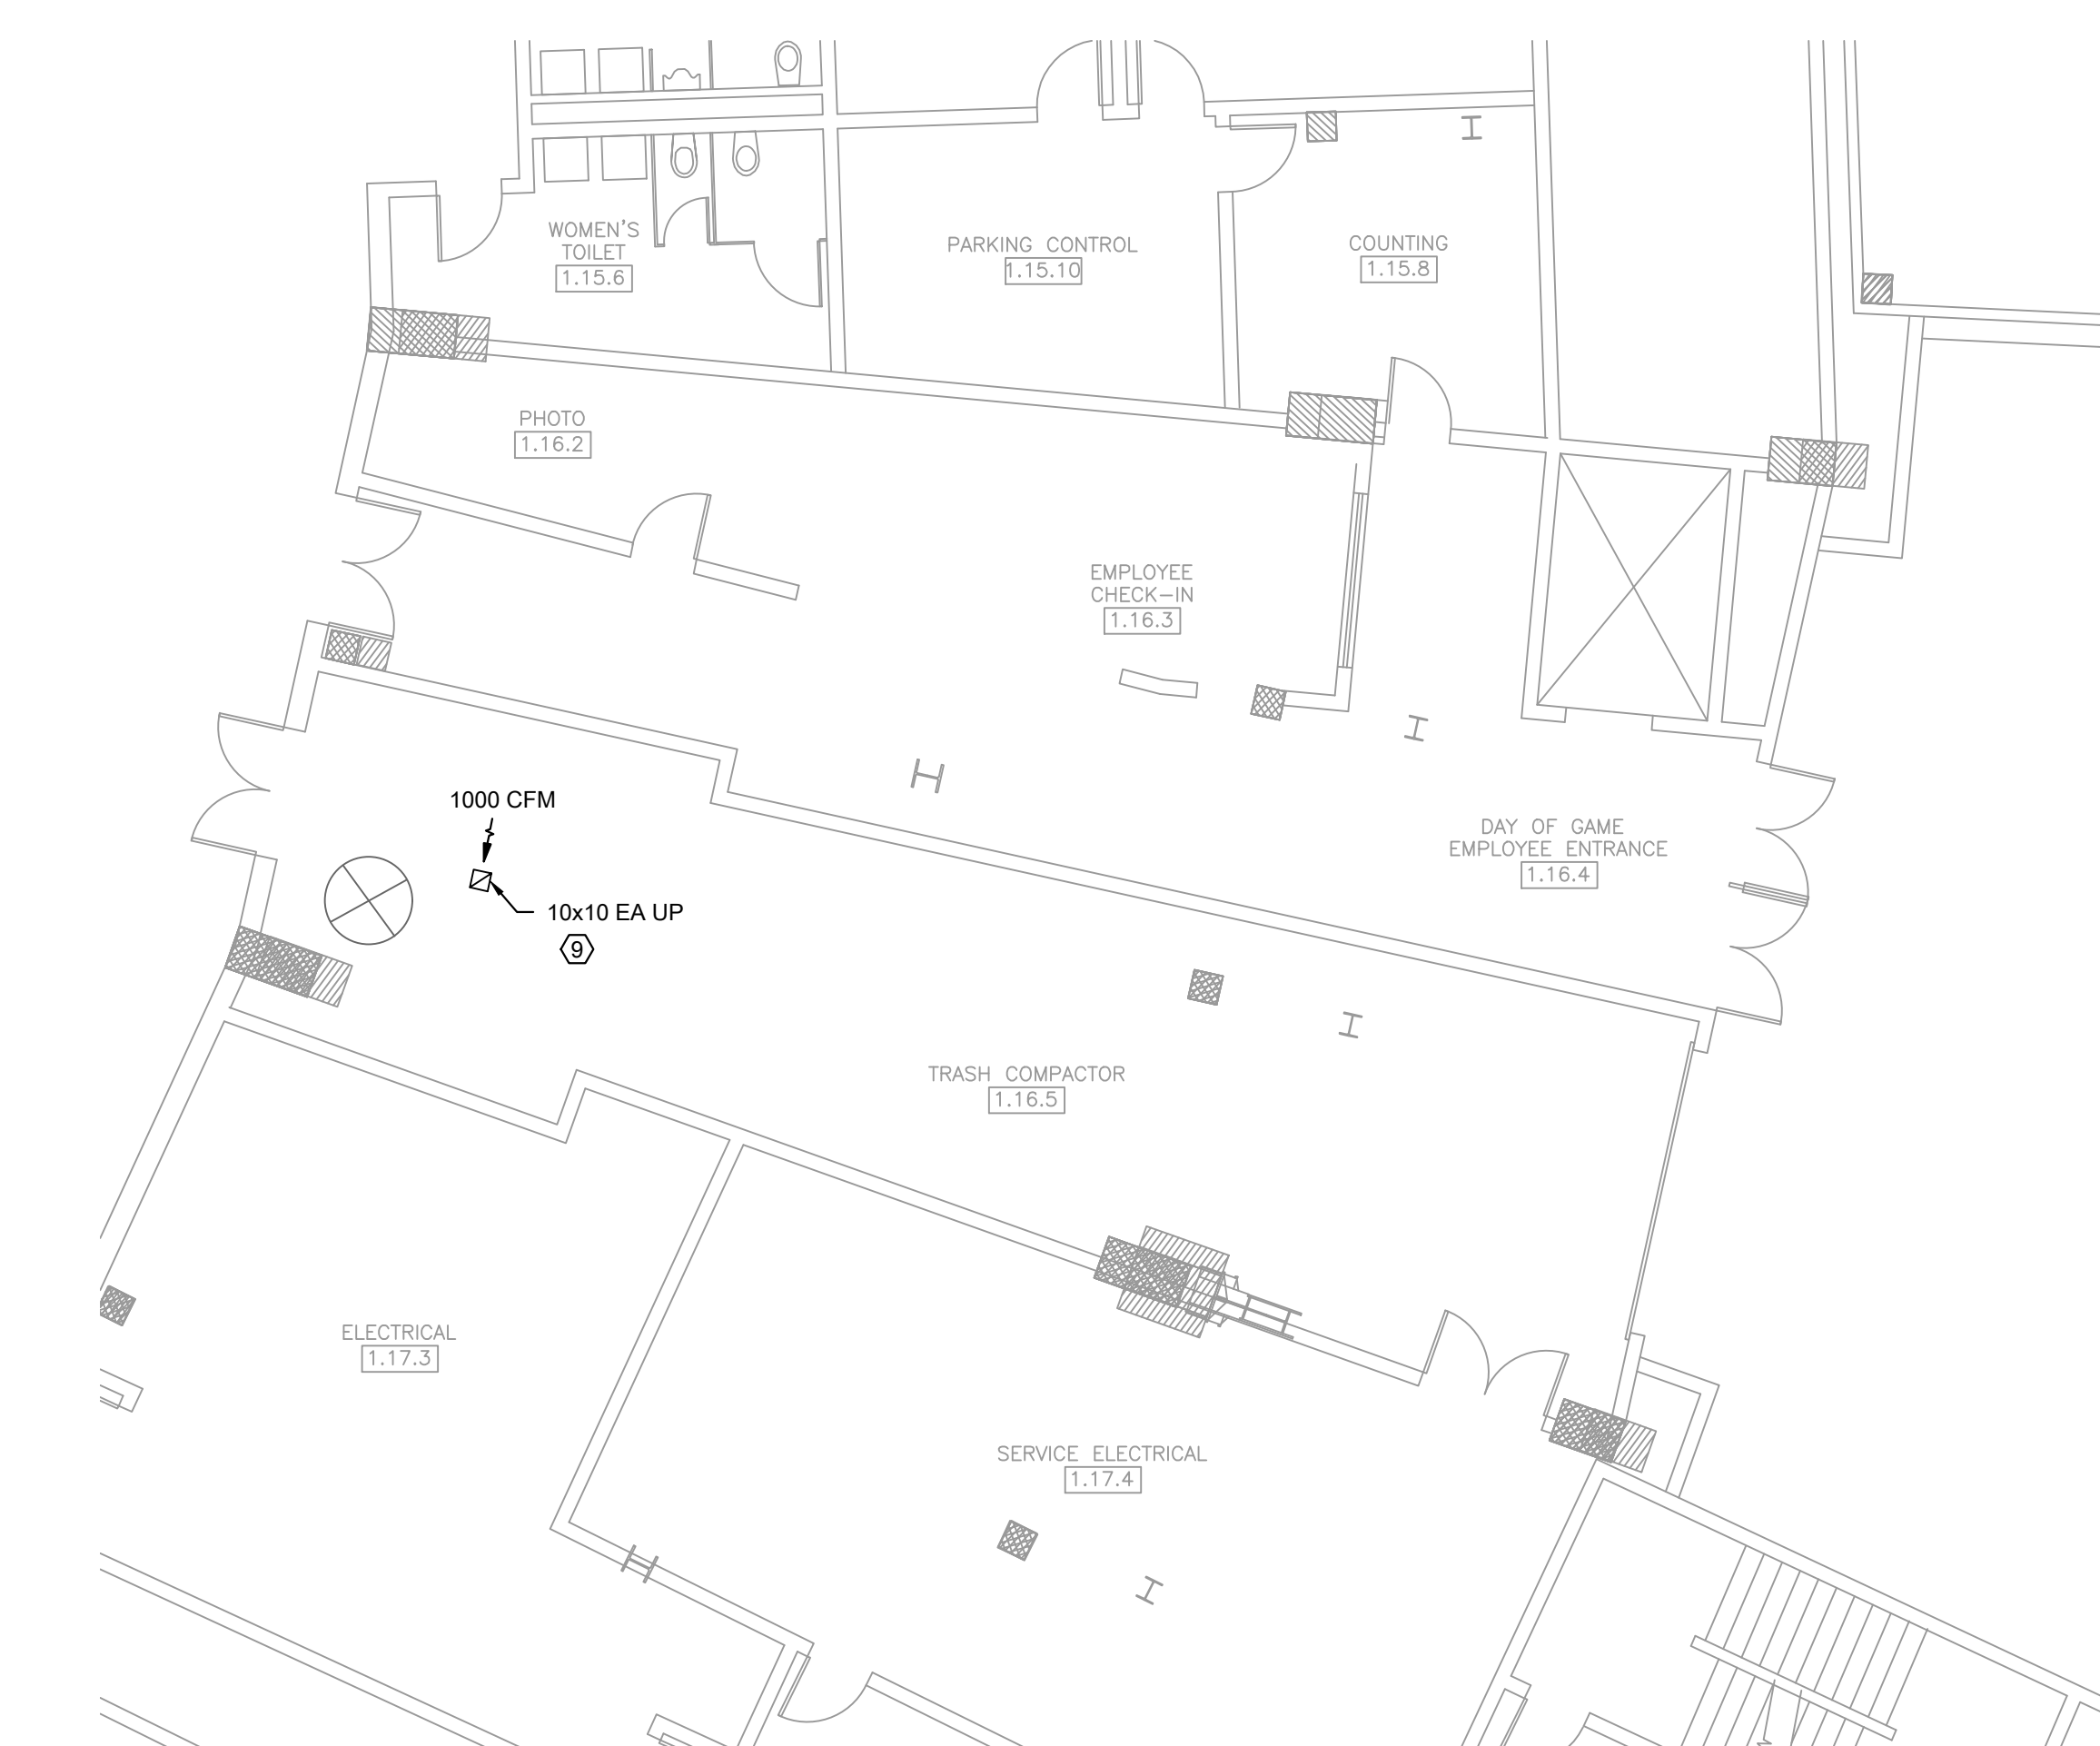 WOMEN'S
TOILET
1.15.6
PARKING CONTROL
1.15.10
COUNTING
1.15.8
PHOTO
1.16.2
EMPLOYEE
CHECK-IN
1.16.3
1000 CFM
10x10 EA UP
9
DAY OF GAME
EMPLOYEE ENTRANCE
1.16.4
TRASH COMPACTOR
1.16.5
ELECTRICAL
1.17.3
SERVICE ELECTRICAL
1.17.4